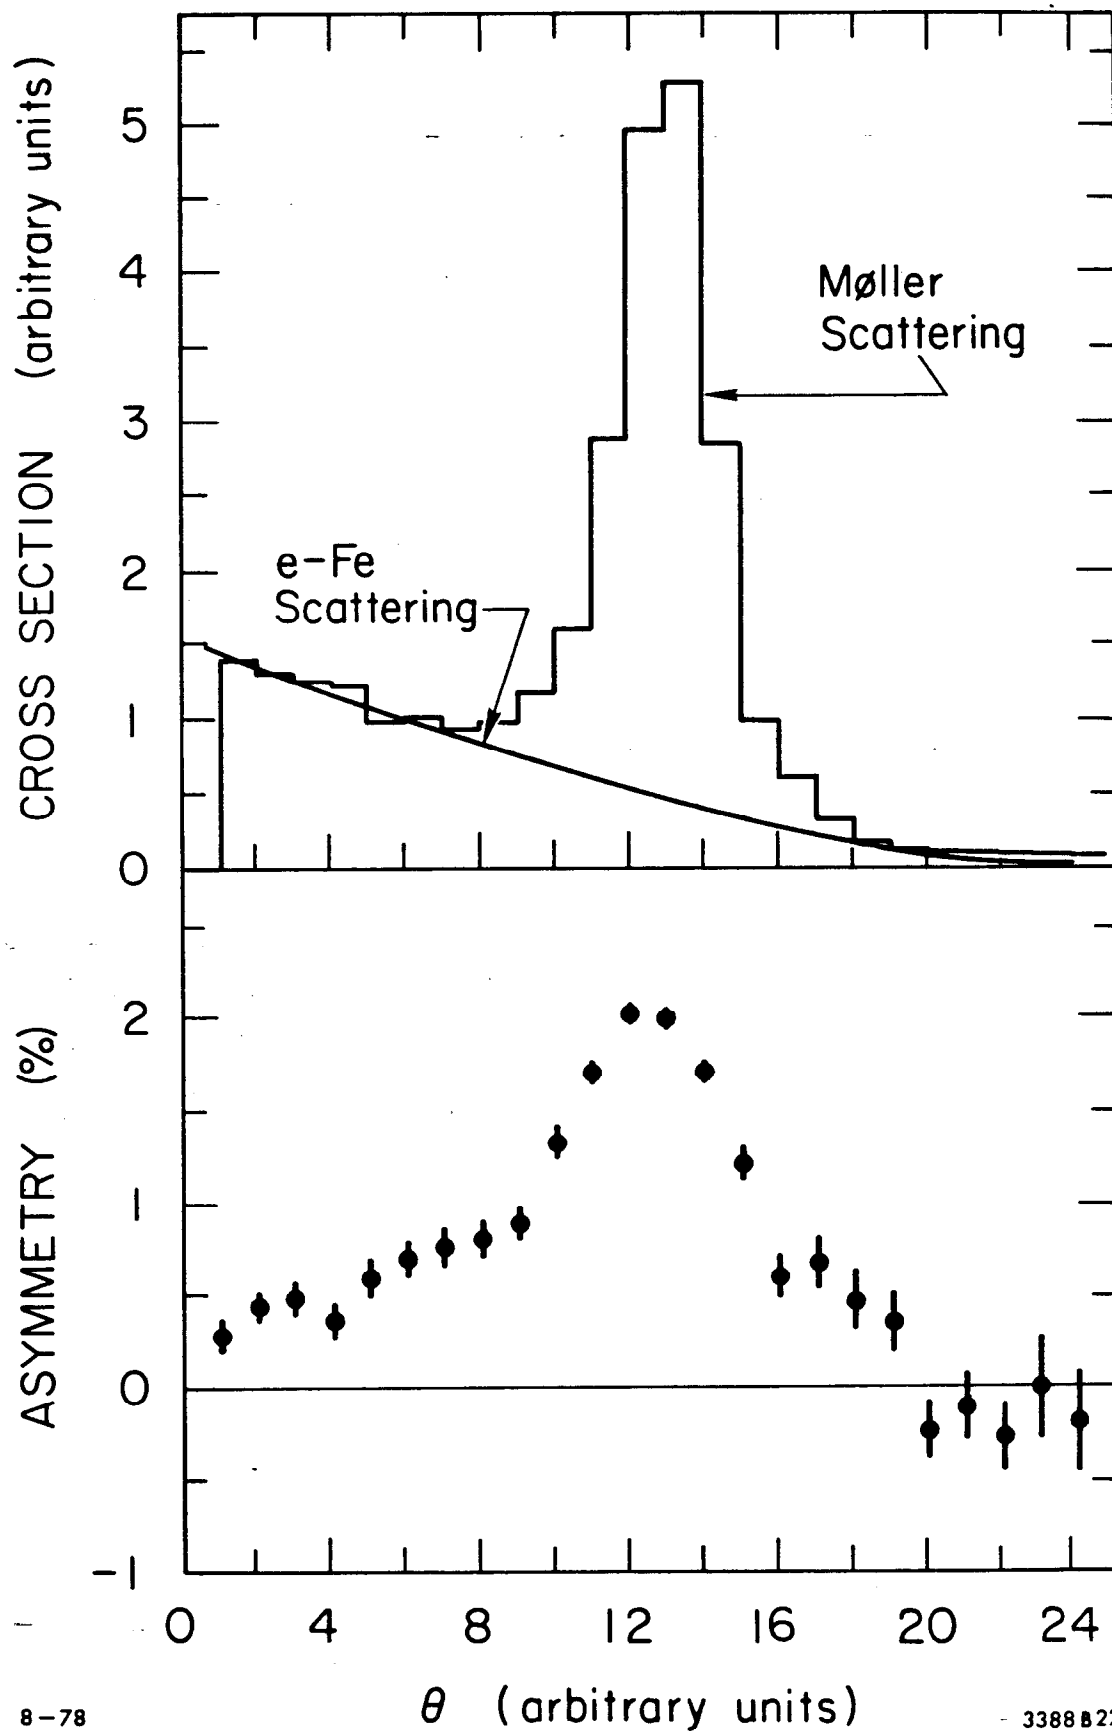 CROSS SECTION (arbitrary units)
5
4
3
2
1
0
Møller
Scattering
e-Fe
Scattering
ASYMMETRY (%)
2
1
0
-1
0 4 8 12 16 20 24
θ (arbitrary units)
8-78